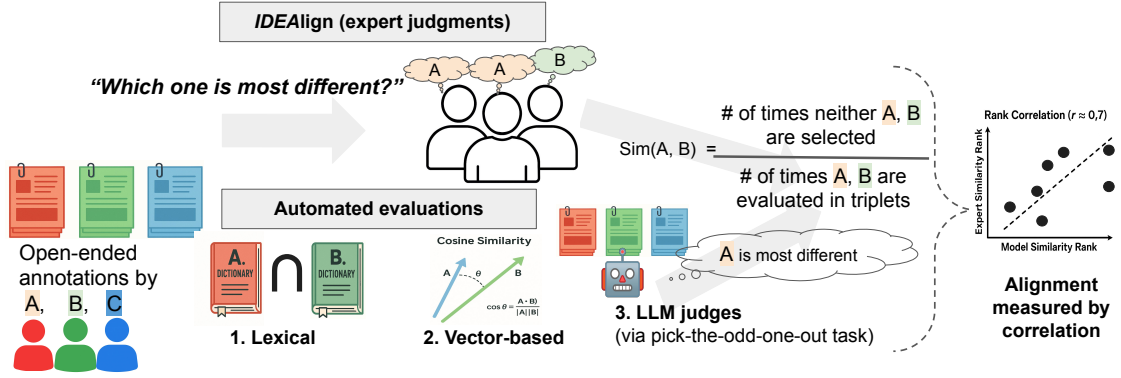 IDEAlign (expert judgments)
“Which one is most different?”
A
A
B
# of times neither A, B
are selected
Sim(A, B) =
# of times A, B are
evaluated in triplets
Open-ended
annotations by
A, B, C
Automated evaluations
A.
DICTIONARY
B.
DICTIONARY
1. Lexical
Cosine Similarity
A
θ
B
cos θ = A · B)
|A||B|
2. Vector-based
A is most different
3. LLM judges
(via pick-the-odd-one-out task)
Rank Correlation (r ≈ 0,7)
Expert Similarity Rank
Model Similarity Rank
Alignment
measured by
correlation